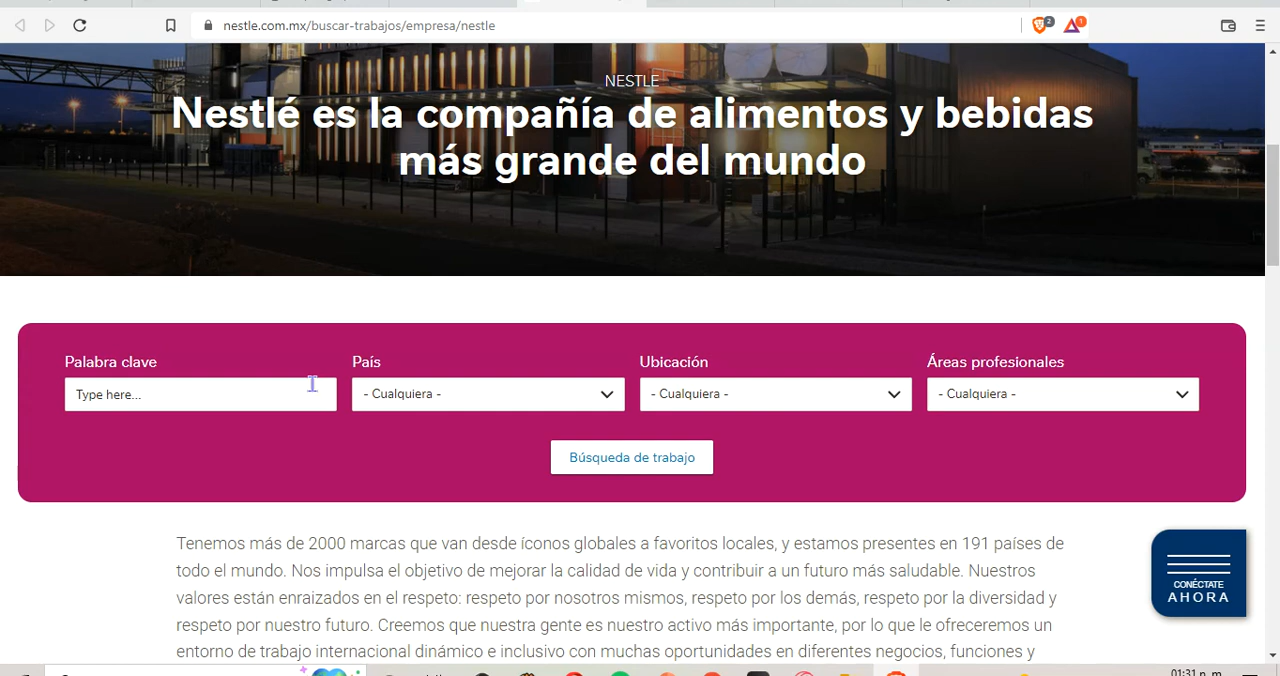 nestle.com.mx/buscar-trabajos/empresa/nestle
2
1
NESTLE
Nestlé es la compañía de alimentos y bebidas
más grande del mundo
Palabra clave
País
Ubicación
Áreas profesionales
Type here...
- Cualquiera -
- Cualquiera -
- Cualquiera -
Búsqueda de trabajo
Tenemos más de 2000 marcas que van desde íconos globales a favoritos locales, y estamos presentes en 191 países de
todo el mundo. Nos impulsa el objetivo de mejorar la calidad de vida y contribuir a un futuro más saludable. Nuestros
valores están enraizados en el respeto: respeto por nosotros mismos, respeto por los demás, respeto por la diversidad y
respeto por nuestro futuro. Creemos que nuestra gente es nuestro activo más importante, por lo que le ofreceremos un
entorno de trabajo internacional dinámico e inclusivo con muchas oportunidades en diferentes negocios, funciones y
CONÉCTATE
AHORA
01:31 p. m.